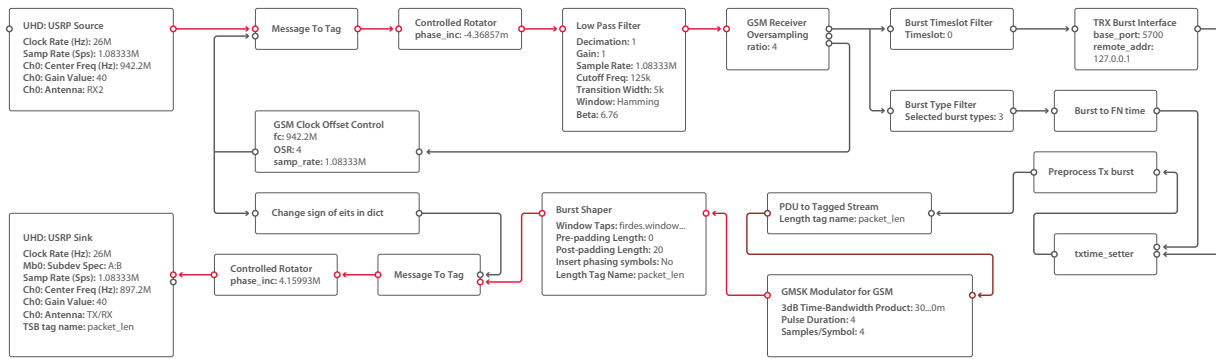 UHD: USRP Source
Clock Rate (Hz): 26M
Samp Rate (Sps): 1.08333M
Ch0: Center Freq (Hz): 942.2M
Ch0: Gain Value: 40
Ch0: Antenna: RX2
Message To Tag
Controlled Rotator
phase_inc: -4.36857m
Low Pass Filter
Decimation: 1
Gain: 1
Sample Rate: 1.08333M
Cutoff Freq: 125k
Transition Width: 5k
Window: Hamming
Beta: 6.76
GSM Receiver
Oversampling
ratio: 4
Burst Timeslot Filter
Timeslot: 0
TRX Burst Interface
base_port: 5700
remote_addr:
127.0.0.1
Burst Type Filter
Selected burst types: 3
Burst to FN time
GSM Clock Offset Control
fc: 942.2M
OSR: 4
samp_rate: 1.08333M
Preprocess Tx burst
Change sign of eits in dict
Burst Shaper
Window Taps: firdes.window...
Pre-padding Length: 0
Post-padding Length: 20
Insert phasing symbols: No
Length Tag Name: packet_len
PDU to Tagged Stream
Length tag name: packet_len
txtime_setter
UHD: USRP Sink
Clock Rate (Hz): 26M
Mb0: Subdev Spec: A:B
Samp Rate (Sps): 1.08333M
Ch0: Center Freq (Hz): 897.2M
Ch0: Gain Value: 40
Ch0: Antenna: TX/RX
TSB tag name: packet_len
Controlled Rotator
phase_inc: 4.15993M
Message To Tag
GMSK Modulator for GSM
3dB Time-Bandwidth Product: 30...0m
Pulse Duration: 4
Samples/Symbol: 4